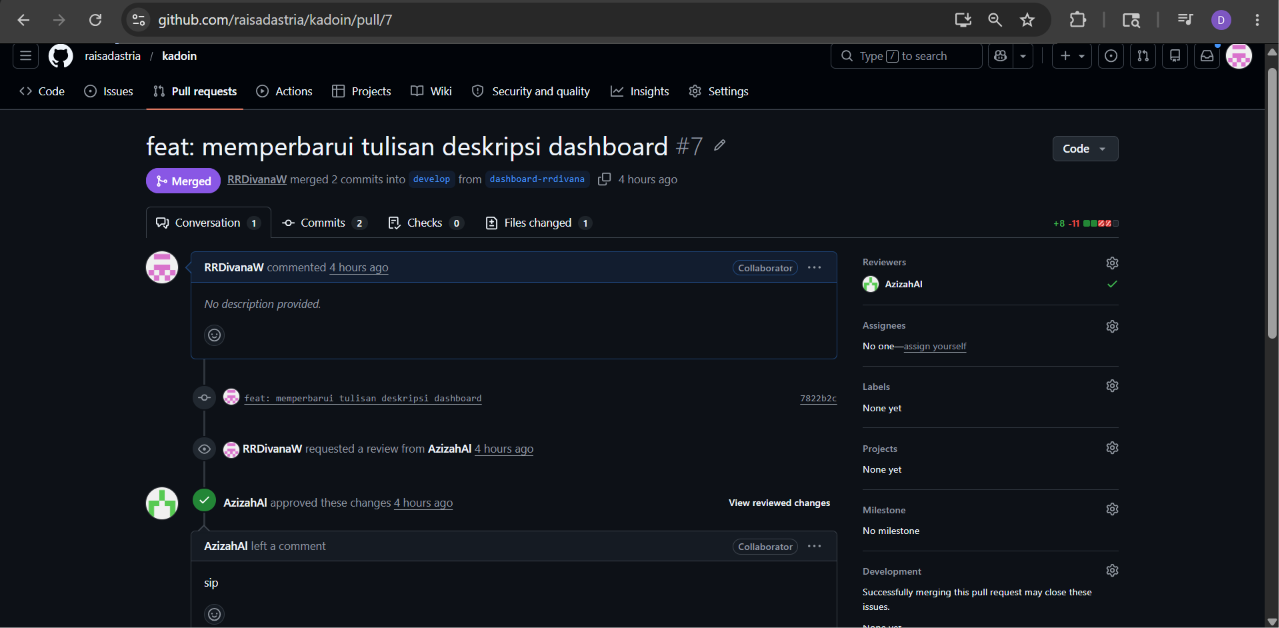 github.com/raisadastria/kadoin/pull/7
D
raisadastria / kadoin
Type / to search
Code
Issues
Pull requests
Actions
Projects
Wiki
Security and quality
Insights
Settings
feat: memperbarui tulisan deskripsi dashboard #7
Code
Merged
RRDivanaW merged 2 commits into develop from dashboard-rrdivana 4 hours ago
Conversation 1
Commits 2
Checks 0
Files changed 1
+8 -11
RRDivanaW commented 4 hours ago
Collaborator
No description provided.
feat: memperbarui tulisan deskripsi dashboard
7822b2c
RRDivanaW requested a review from AzizahAl 4 hours ago
AzizahAl approved these changes 4 hours ago
View reviewed changes
AzizahAl left a comment
Collaborator
sip
Reviewers
AzizahAl
Assignees
No one—assign yourself
Labels
None yet
Projects
None yet
Milestone
No milestone
Development
Successfully merging this pull request may close these
issues.
None yet